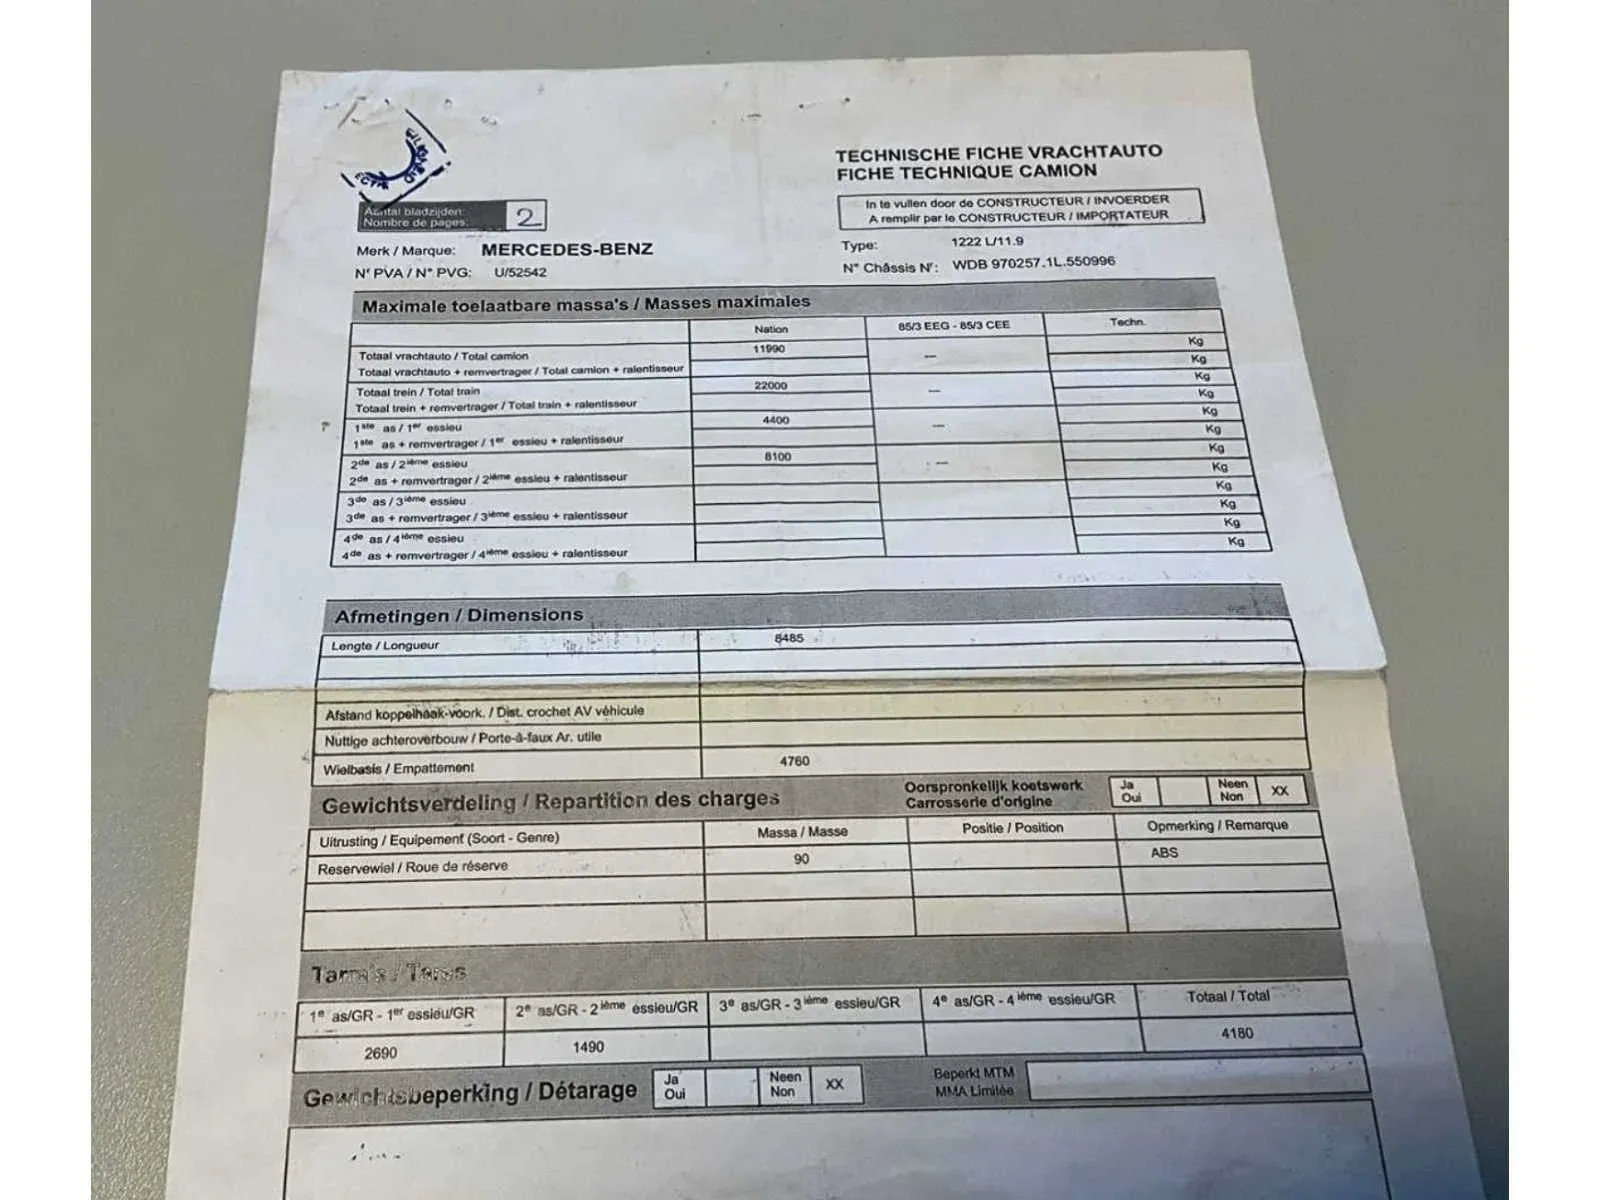 TECHNISCHE FICHE VRACHTAUTO
FICHE TECHNIQUE CAMION
In te vullen door de CONSTRUCTEUR / INVOERDER
A remplir par le CONSTRUCTEUR / IMPORTATEUR
Aantal bladzijden:
Nombre de pages: 2
Merk / Marque: MERCEDES-BENZ
Type: 1222 L/11.9
N' PVA / N° PVG: U/52542
N° Châssis N': WDB 970257.1L.550996
Maximale toelaatbare massa's / Masses maximales
Nation 85/3 EEG - 85/3 CEE Techn.
Totaal vrachtauto / Total camion 11990 --- Kg
Totaal vrachtauto + remvertrager / Total camion + ralentisseur Kg
Totaal trein / Total train 22000 --- Kg
Totaal trein + remvertrager / Total train + ralentisseur Kg
1ste as / 1er essieu 4400 --- Kg
1ste as + remvertrager / 1er essieu + ralentisseur Kg
2de as / 2ième essieu 8100 --- Kg
2de as + remvertrager / 2ième essieu + ralentisseur Kg
3de as / 3ième essieu Kg
3de as + remvertrager / 3ième essieu + ralentisseur Kg
4de as / 4ième essieu Kg
4de as + remvertrager / 4ième essieu + ralentisseur Kg
Afmetingen / Dimensions
Lengte / Longueur 8485
Afstand koppelhaak-voork. / Dist. crochet AV véhicule
Nuttige achteroverbouw / Porte-à-faux Ar. utile
Wielbasis / Empattement 4760
Gewichtsverdeling / Repartition des charges
Oorspronkelijk koetswerk Ja Neen XX
Carrosserie d'origine Oui Non
Uitrusting / Equipement (Soort - Genre) Massa / Masse Positie / Position Opmerking / Remarque
Reservewiel / Roue de réserve 90 ABS
Tarra's / Tares
1e as/GR - 1er essieu/GR 2e as/GR - 2ième essieu/GR 3e as/GR - 3ième essieu/GR 4e as/GR - 4ième essieu/GR Totaal / Total
2690 1490 4180
Gewichtsbeperking / Détarage
Ja Neen XX
Oui Non
Beperkt MTM
MMA Limitée